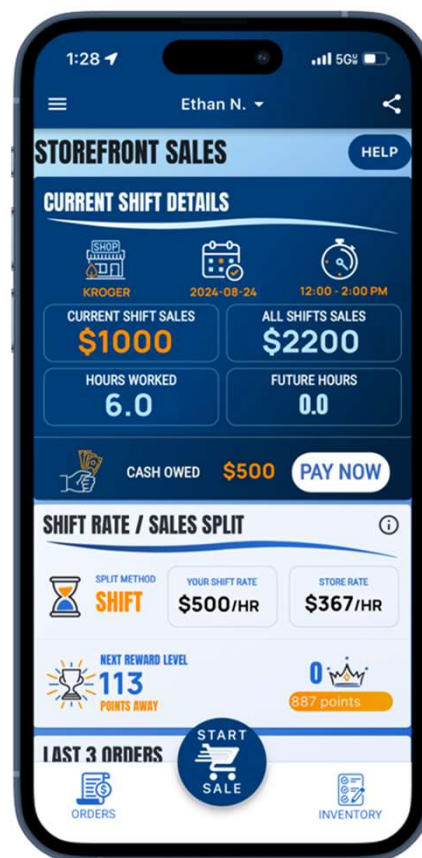 1:28
5G
Ethan N.
STOREFRONT SALES
HELP
CURRENT SHIFT DETAILS
SHOP
KROGER
2024-08-24
12:00 - 2:00 PM
CURRENT SHIFT SALES
$1000
ALL SHIFTS SALES
$2200
HOURS WORKED
6.0
FUTURE HOURS
0.0
CASH OWED
$500
PAY NOW
SHIFT RATE / SALES SPLIT
SPLIT METHOD
SHIFT
YOUR SHIFT RATE
$500/HR
STORE RATE
$367/HR
NEXT REWARD LEVEL
113
POINTS AWAY
0
887 points
LAST 3 ORDERS
START
SALE
ORDERS
INVENTORY